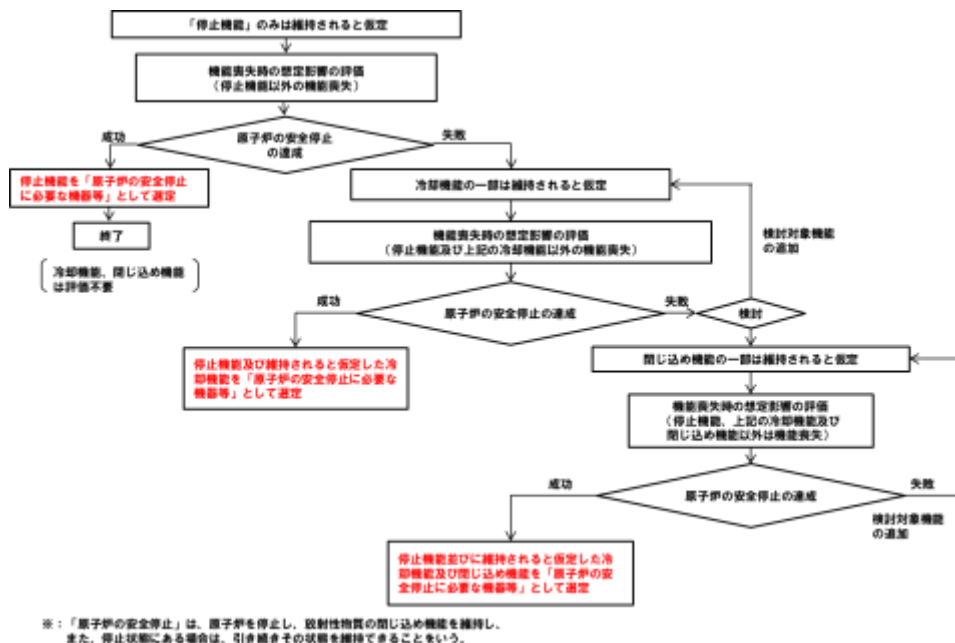 「停止機能」のみは維持されると仮定
機能喪失時の想定影響の評価
(停止機能以外の機能喪失)
原子炉の安全停止
の達成
成功
失敗
停止機能を「原子炉の安全停止
に必要な機器等」として選定
終了
冷却機能、閉じ込め機能
は評価不要
冷却機能の一部は維持されると仮定
機能喪失時の想定影響の評価
(停止機能及び上記の冷却機能以外の機能喪失)
検討対象機能
の追加
原子炉の安全停止の達成
成功
失敗
検討
停止機能及び維持されると仮定した冷
却機能を「原子炉の安全停止に必要な
機器等」として選定
閉じ込め機能の一部は維持されると仮定
機能喪失時の想定影響の評価
(停止機能、上記の冷却機能及び
閉じ込め機能以外は機能喪失)
原子炉の安全停止の達成
成功
失敗
検討対象機能
の追加
停止機能並びに維持されると仮定した冷
却機能及び閉じ込め機能を「原子炉の安
全停止に必要な機器等」として選定
※:「原子炉の安全停止」は、原子炉を停止し、放射性物質の閉じ込め機能を維持し、
また、停止状態にある場合は、引き続きその状態を維持できることをいう。